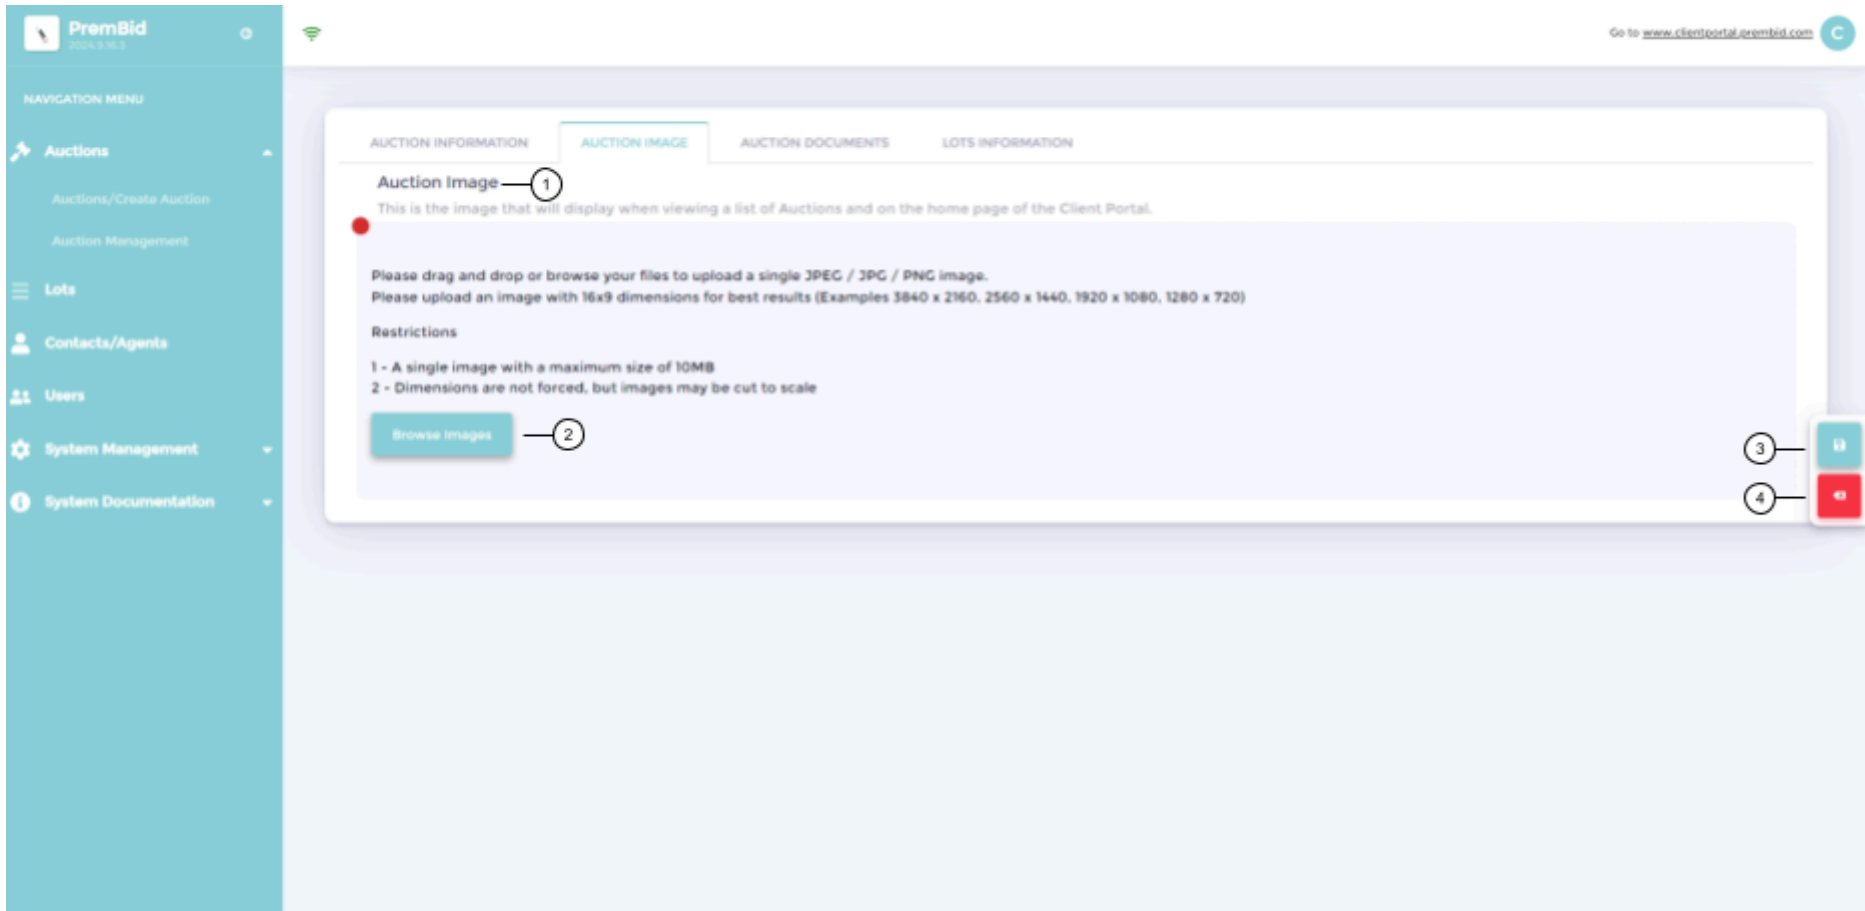 PremBid
2024.9.16.3
Go to www.clientportal.prembid.com
C
NAVIGATION MENU
Auctions
Auctions/Create Auction
Auction Management
Lots
Contacts/Agents
Users
System Management
System Documentation
AUCTION INFORMATION
AUCTION IMAGE
AUCTION DOCUMENTS
LOTS INFORMATION
Auction Image
1
This is the image that will display when viewing a list of Auctions and on the home page of the Client Portal.
Please drag and drop or browse your files to upload a single JPEG / JPG / PNG image.
Please upload an image with 16x9 dimensions for best results (Examples 3840 x 2160, 2560 x 1440, 1920 x 1080, 1280 x 720)
Restrictions
1 - A single image with a maximum size of 10MB
2 - Dimensions are not forced, but images may be cut to scale
Browse Images
2
3
4